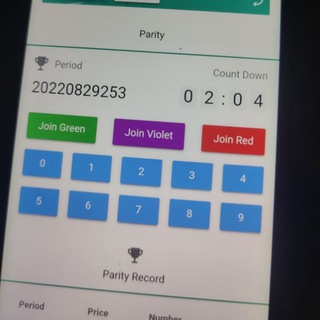 Parity
Period
Count Down
20220829253
0 2 : 0 4
Join Green
Join Violet
Join Red
0 1 2 3 4
5 6 7 8 9
Parity Record
Period Price Number